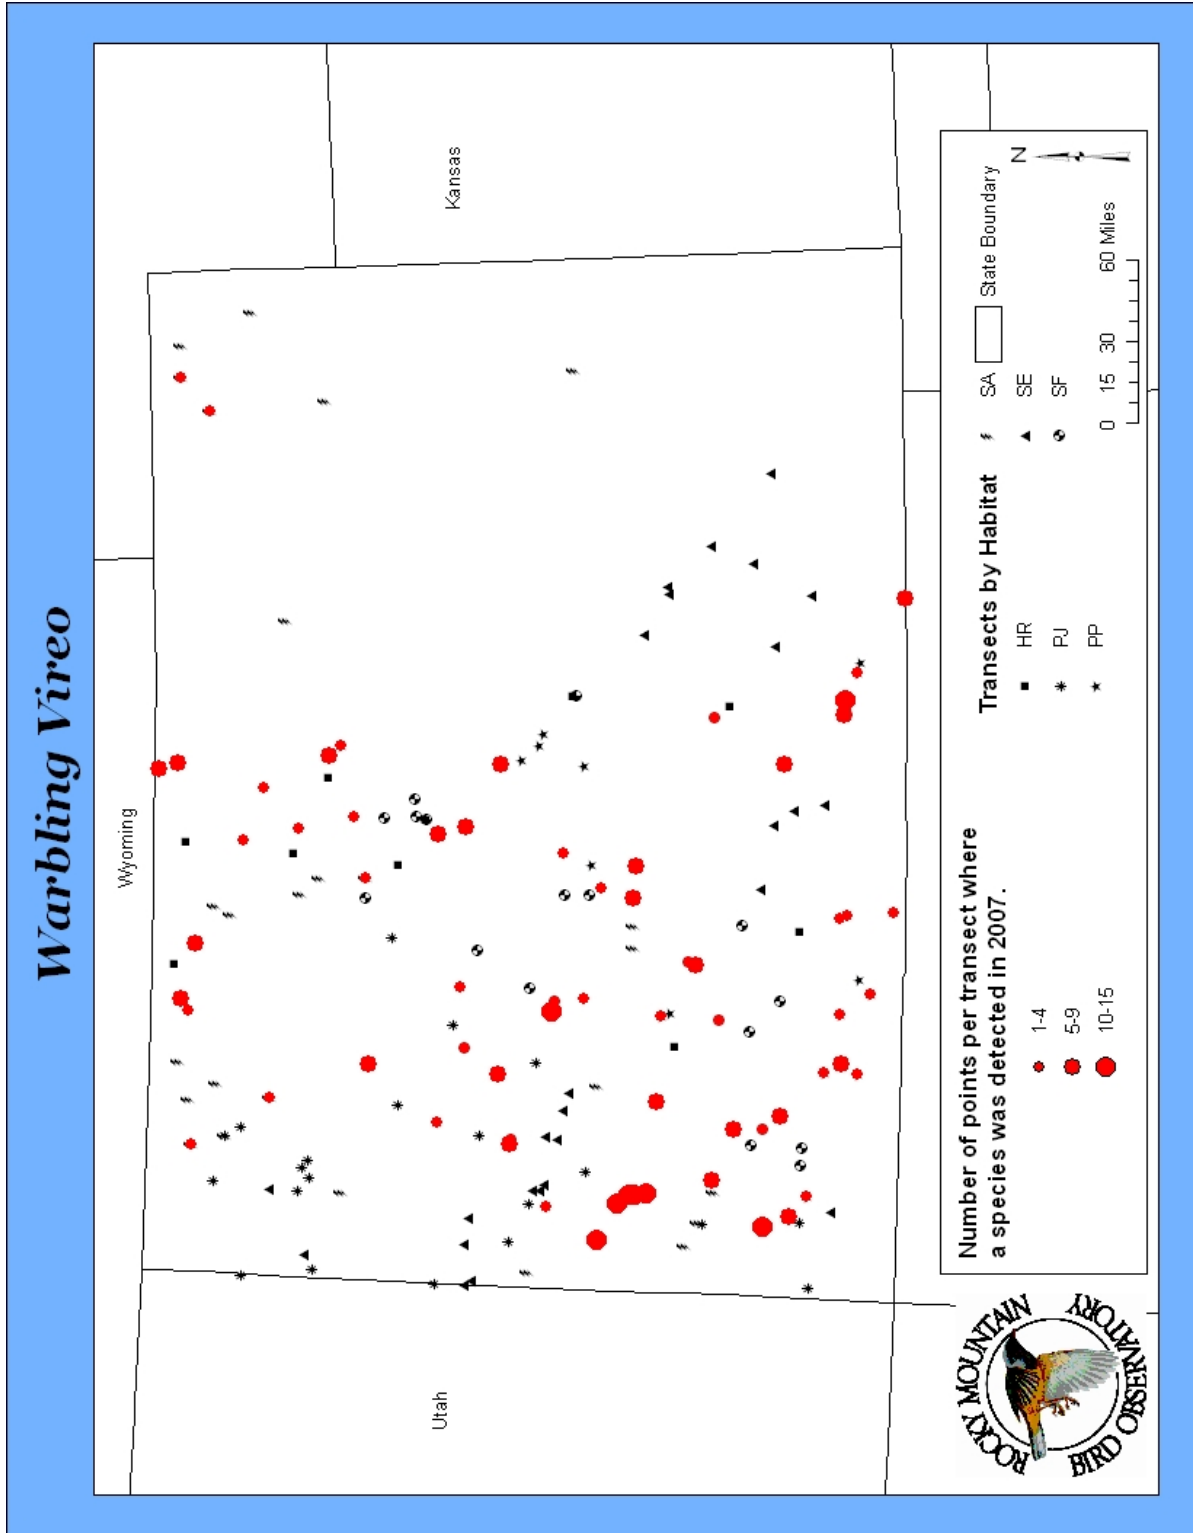 Warbling Vireo
Wyoming
Kansas
Utah
Number of points per transect where
a species was detected in 2007.
1-4
5-9
10-15
Transects by Habitat
HR
PJ
PP
SA
SE
SF
State Boundary
N
0 15 30 60 Miles
ROCKY MOUNTAIN
BIRD OBSERVATORY